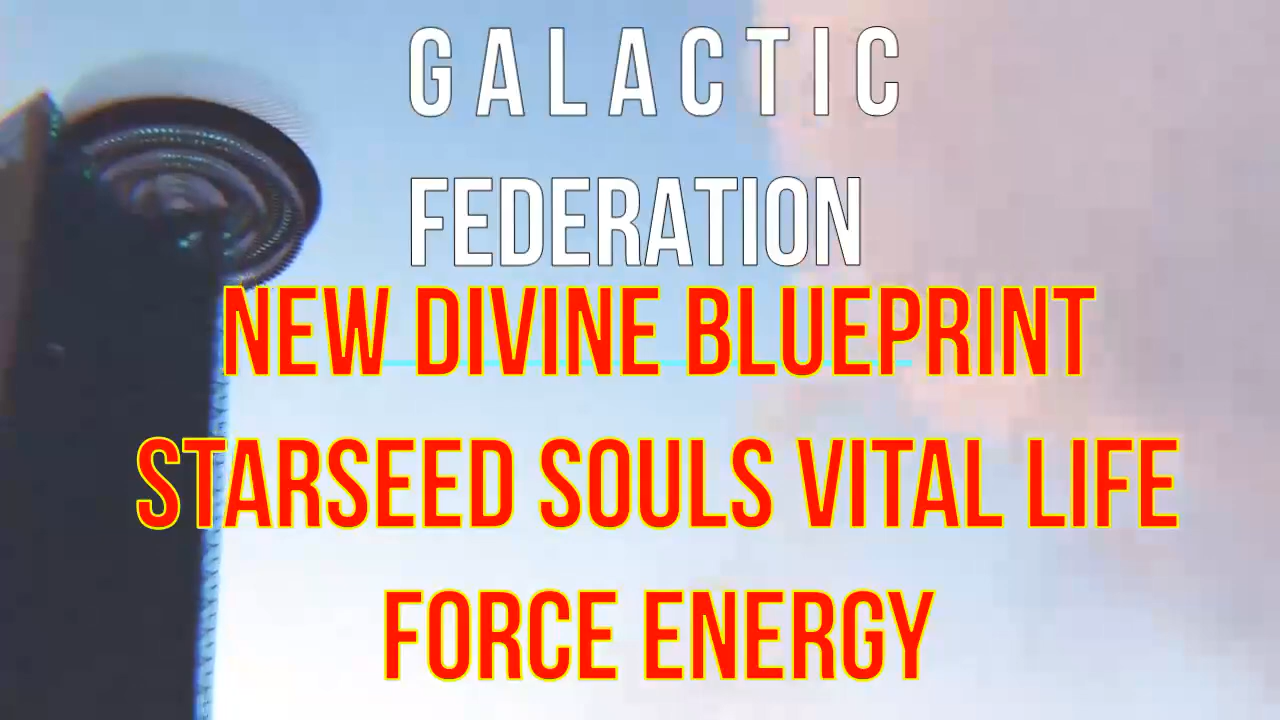 GALACTIC
FEDERATION
NEW DIVINE BLUEPRINT
STARSEED SOULS VITAL LIFE
FORCE ENERGY